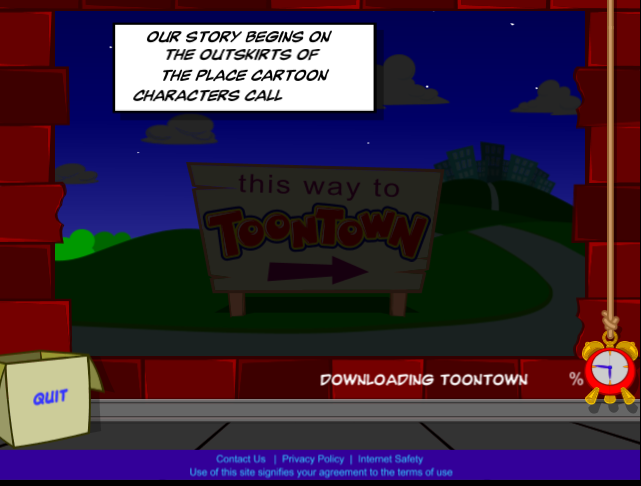 OUR STORY BEGINS ON
THE OUTSKIRTS OF
THE PLACE CARTOON
CHARACTERS CALL
this way to
TOONTOWN
QUIT
DOWNLOADING TOONTOWN %
Contact Us | Privacy Policy | Internet Safety
Use of this site signifies your agreement to the terms of use